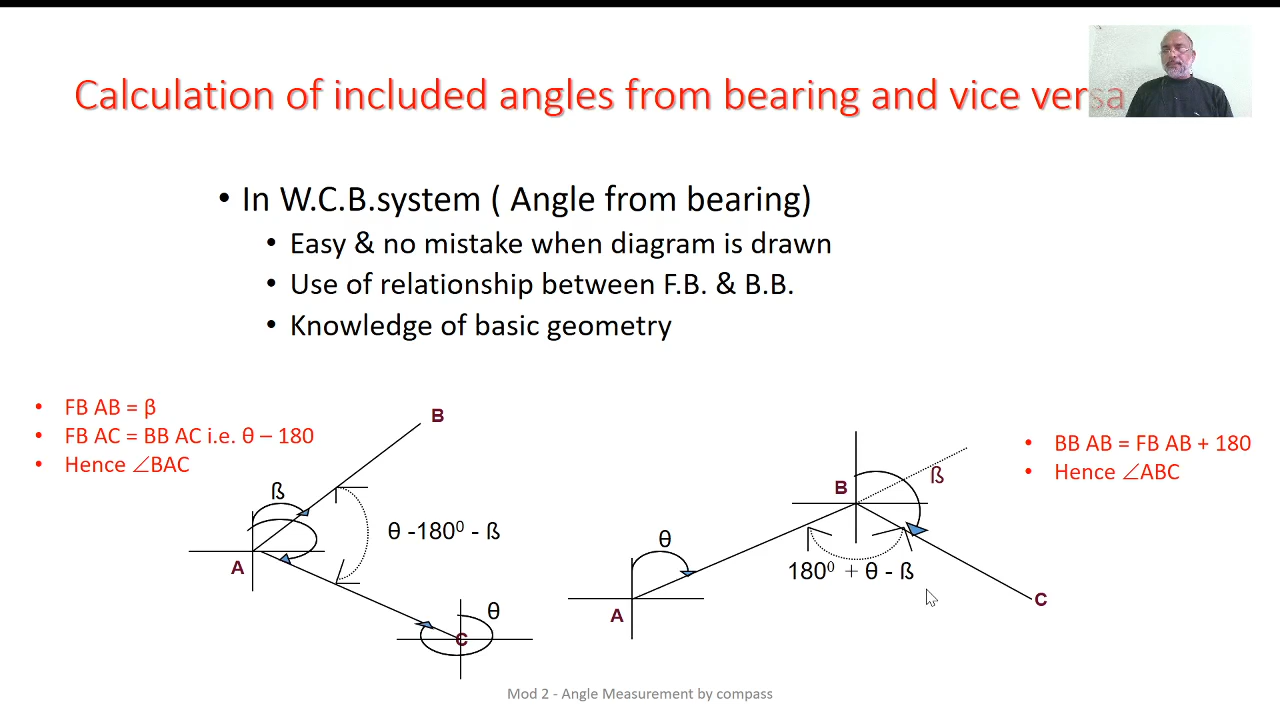 Calculation of included angles from bearing and vice versa
• In W.C.B.system ( Angle from bearing)
• Easy & no mistake when diagram is drawn
• Use of relationship between F.B. & B.B.
• Knowledge of basic geometry
• FB AB = β
• FB AC = BB AC i.e. θ – 180
• Hence ∠BAC
B
ß
θ -180⁰ - ß
A
θ
C
• BB AB = FB AB + 180
• Hence ∠ABC
B
ß
θ
180⁰ + θ - ß
A
C
Mod 2 - Angle Measurement by compass